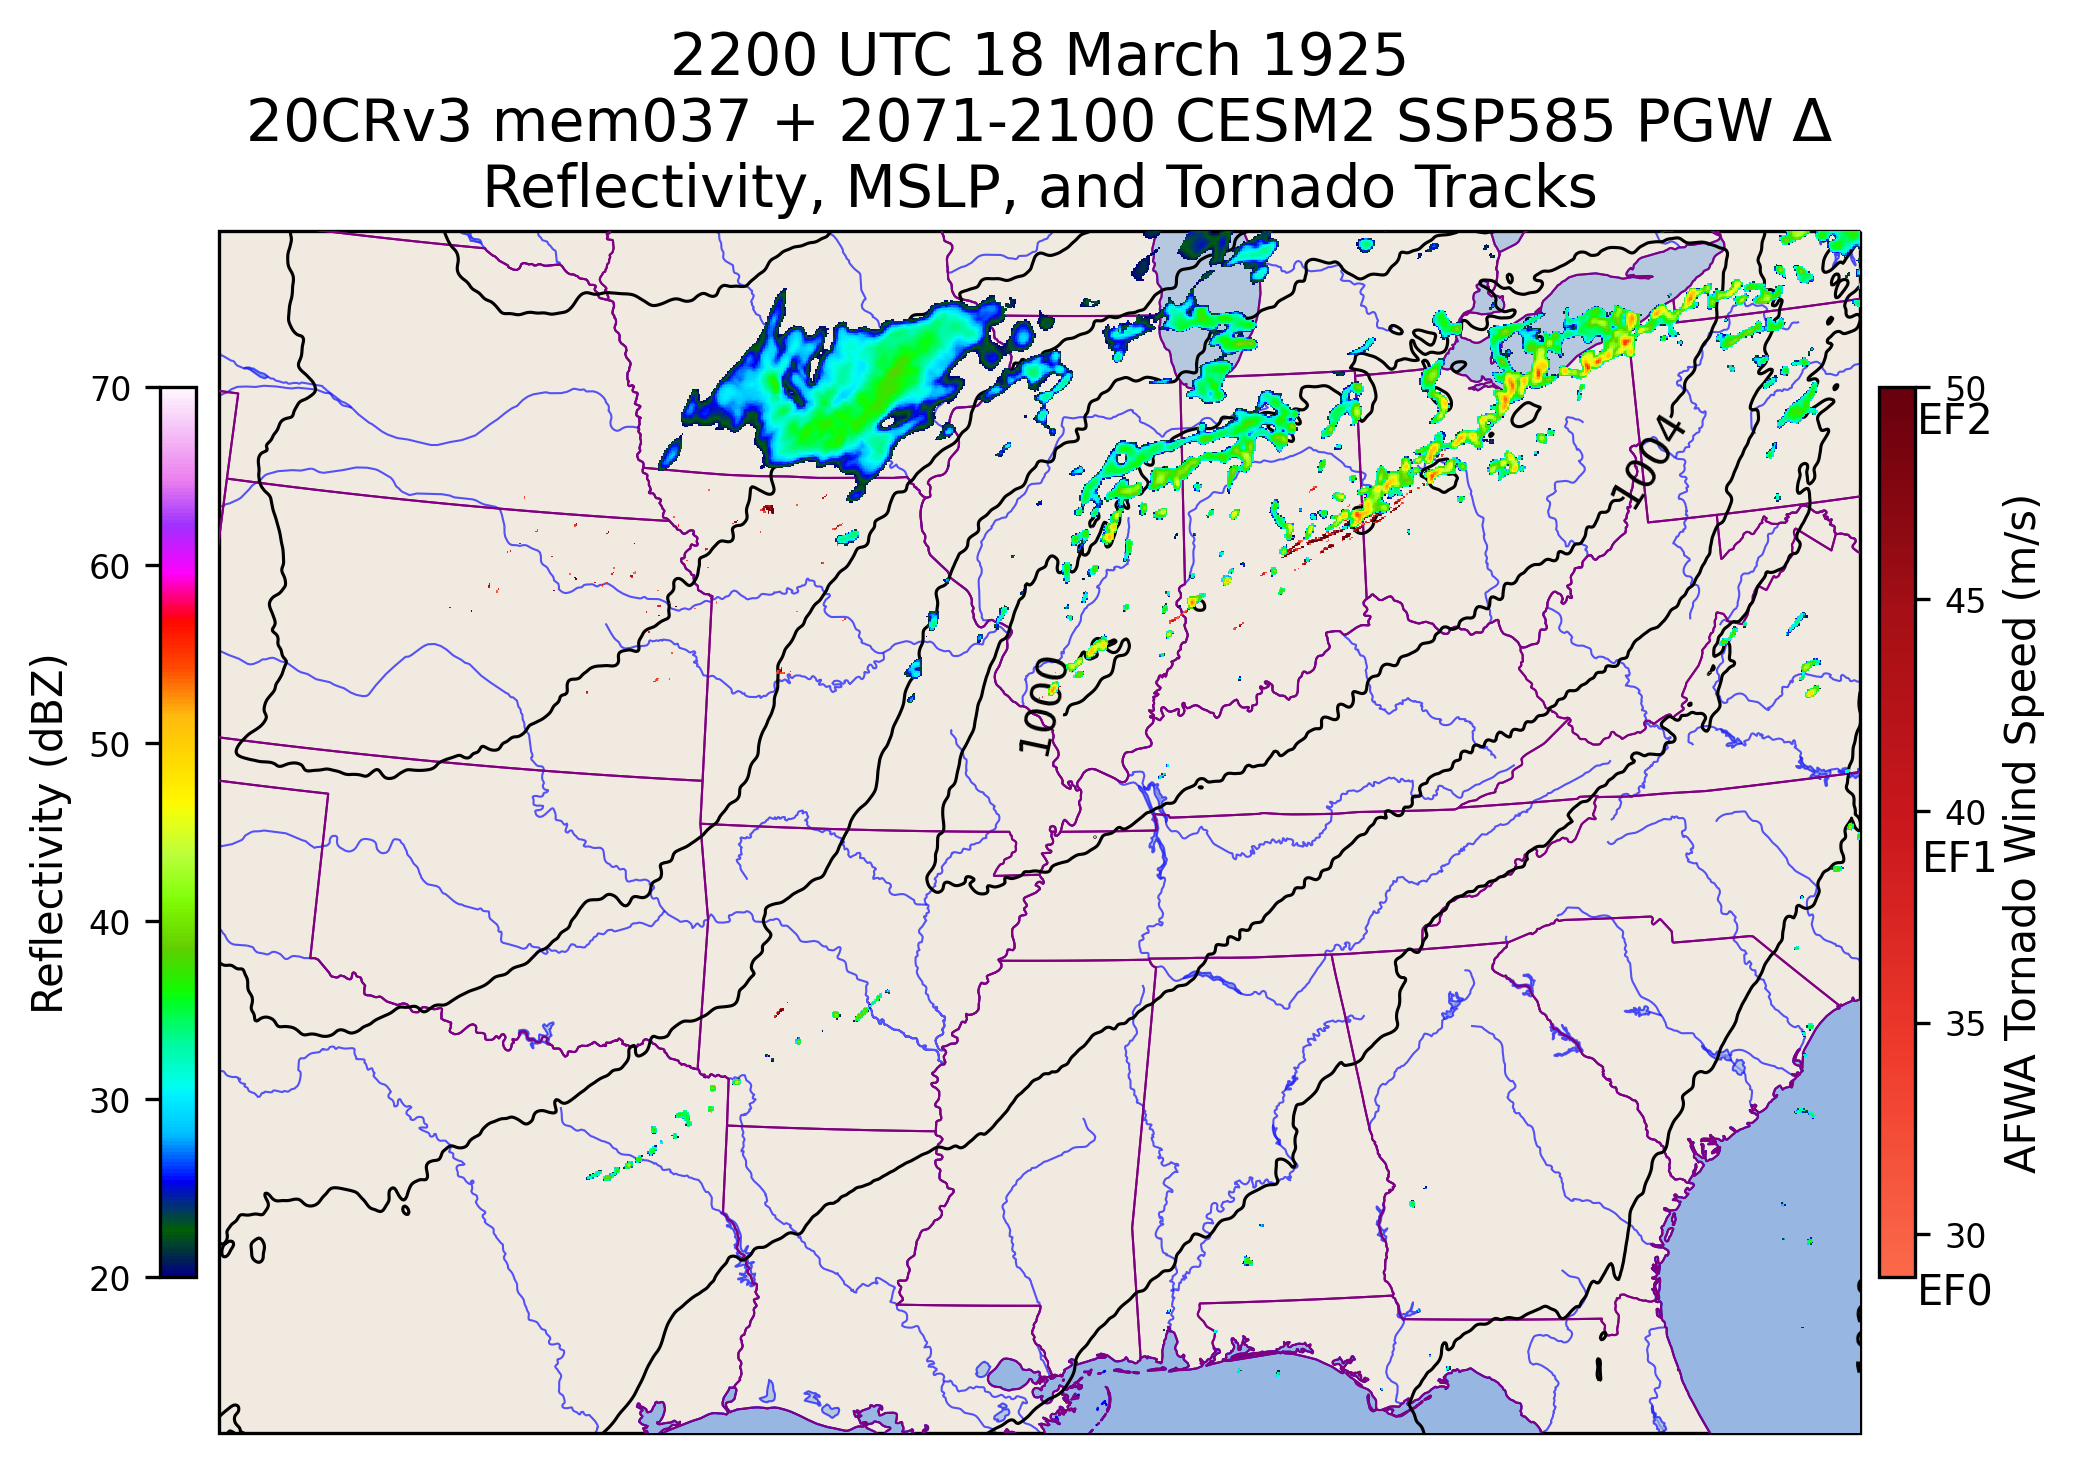 2200 UTC 18 March 1925
20CRv3 mem037 + 2071-2100 CESM2 SSP585 PGW Δ
Reflectivity, MSLP, and Tornado Tracks
70
60
50
40
30
20
Reflectivity (dBZ)
1004
1000
50
EF2
45
40
EF1
35
30
EF0
AFWA Tornado Wind Speed (m/s)